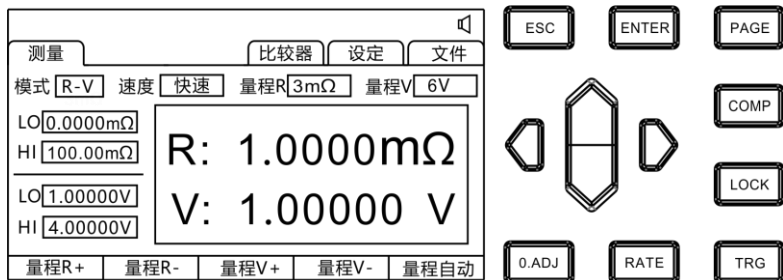 测量 比较器 设定 文件
模式 R-V 速度 快速 量程R 3mΩ 量程V 6V
LO 0.0000mΩ
HI 100.00mΩ
LO 1.00000V
HI 4.00000V
R: 1.0000mΩ
V: 1.00000 V
量程R+ 量程R- 量程V+ 量程V- 量程自动
ESC ENTER PAGE
COMP
LOCK
0.ADJ RATE TRG